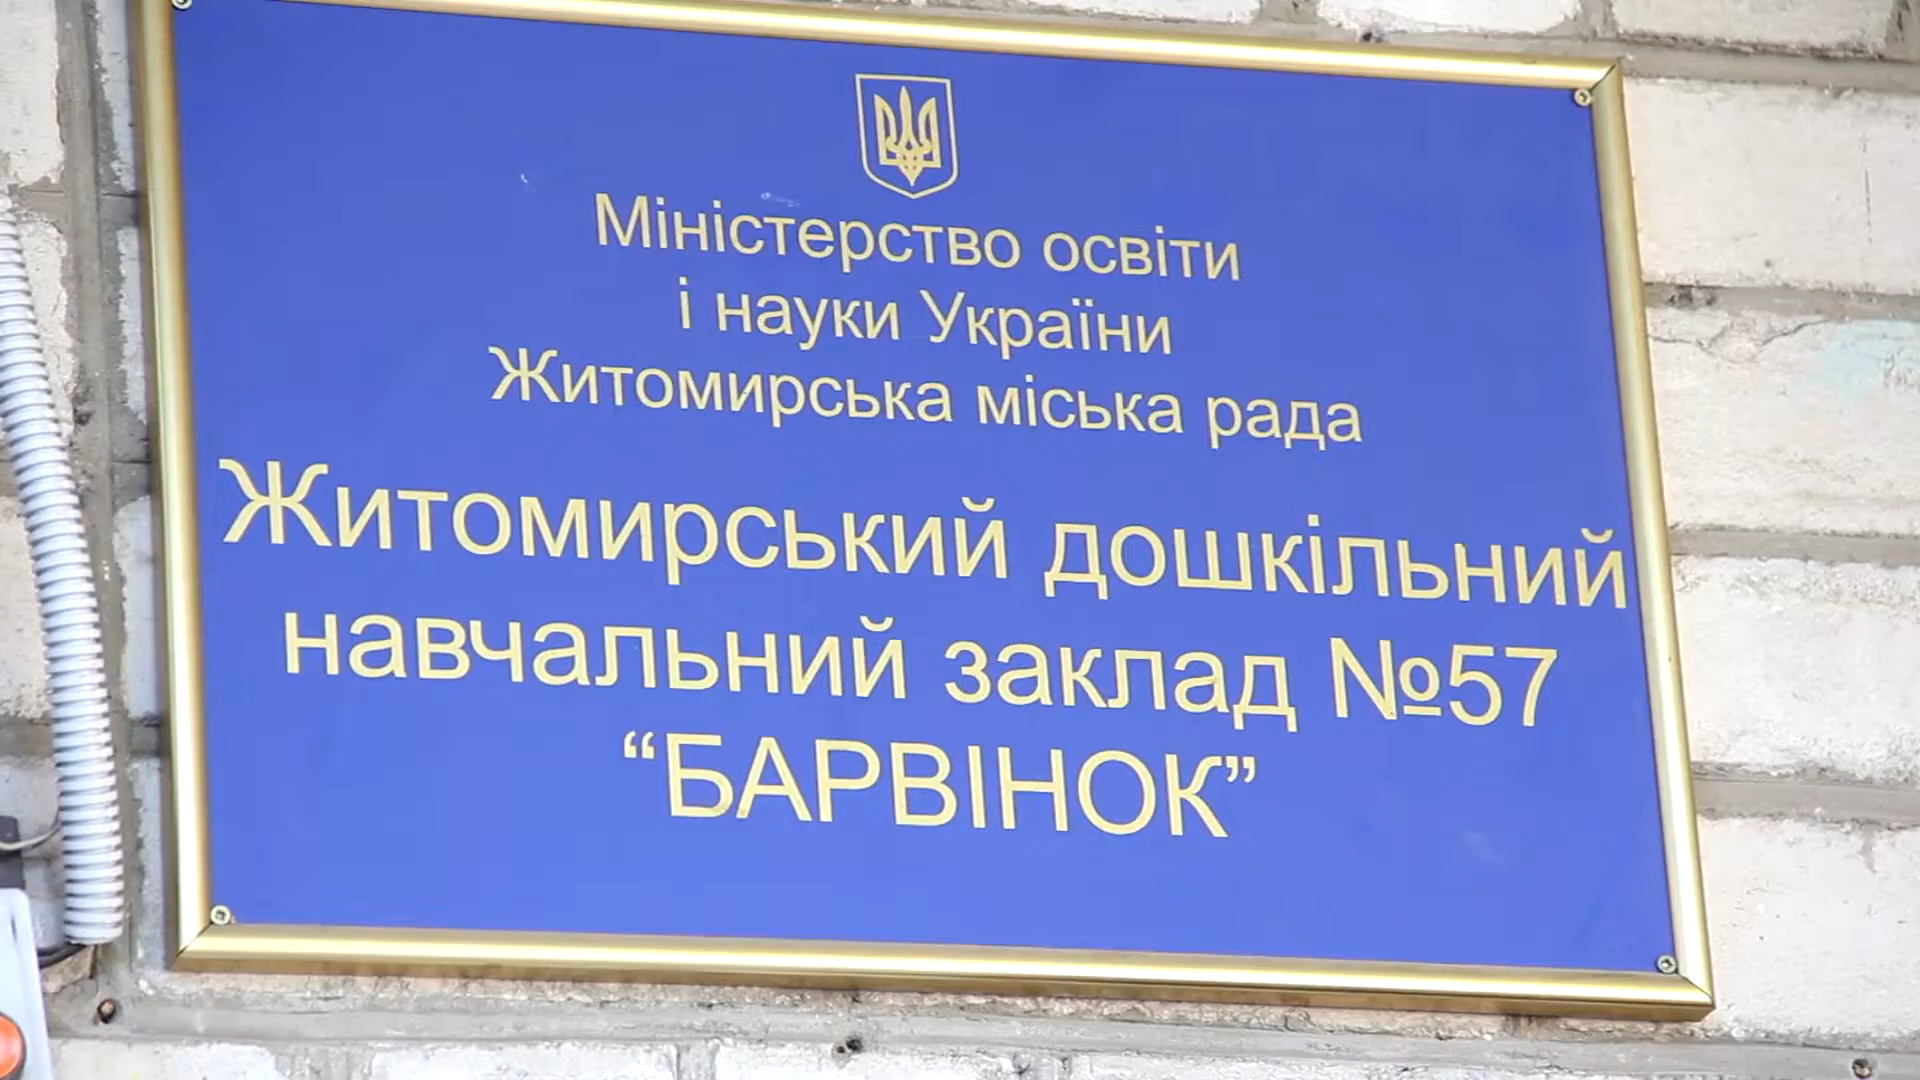 Міністерство освіти
і науки України
Житомирська міська рада
Житомирський дошкільний
навчальний заклад №57
“БАРВІНОК”